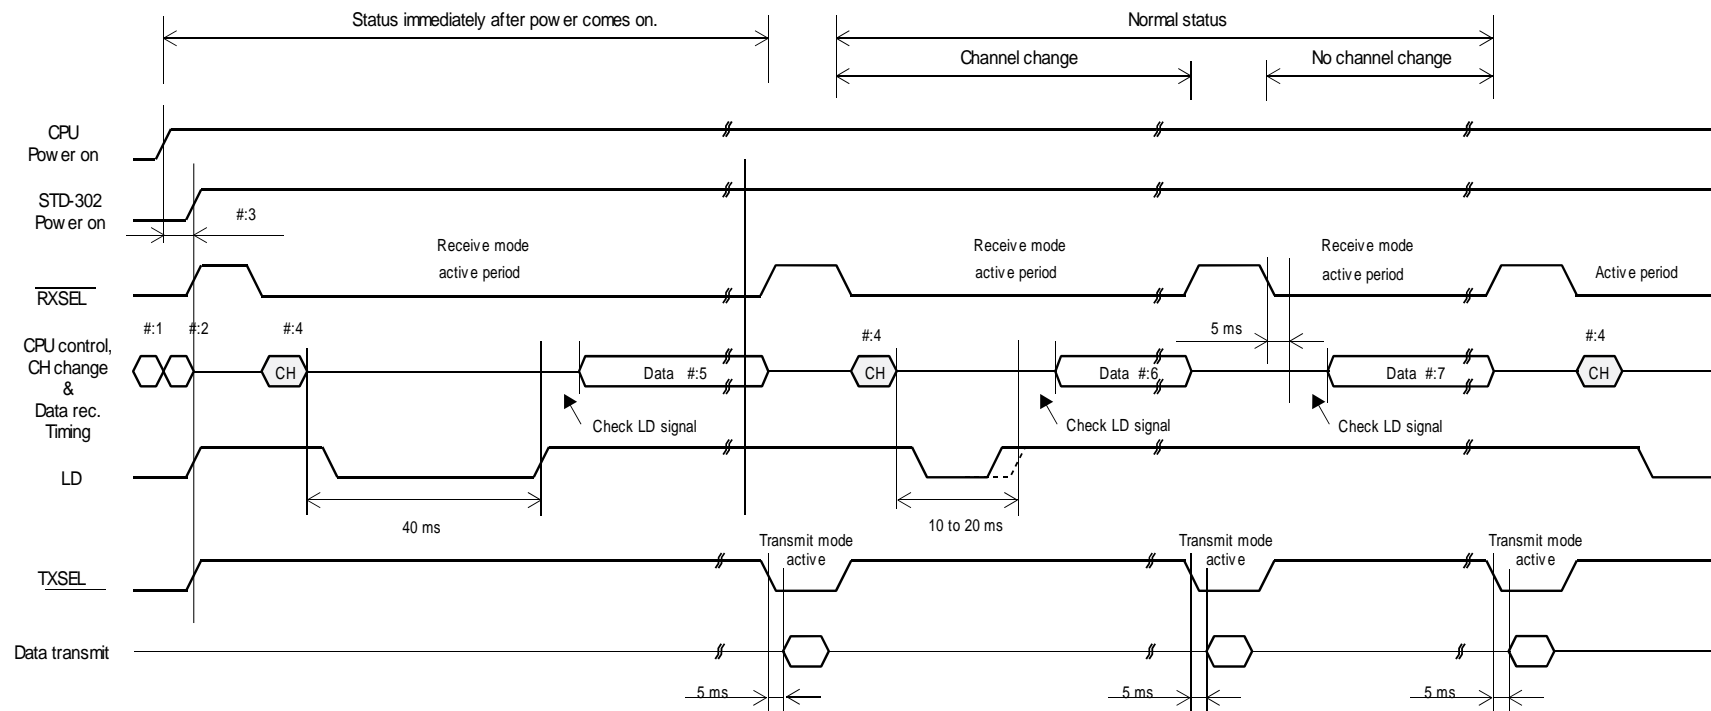 Status immediately after power comes on.
Normal status
Channel change
No channel change
CPU
Power on
STD-302
Power on
#:3
Receive mode
active period
Receive mode
active period
Receive mode
active period
Active period
RXSEL
#:1
#:2
#:4
#:4
5 ms
#:4
CPU control,
CH change
&
Data rec.
Timing
CH
Data #:5
CH
Data #:6
Data #:7
CH
Check LD signal
Check LD signal
Check LD signal
LD
40 ms
10 to 20 ms
Transmit mode
active
Transmit mode
active
Transmit mode
active
TXSEL
Data transmit
5 ms
5 ms
5 ms